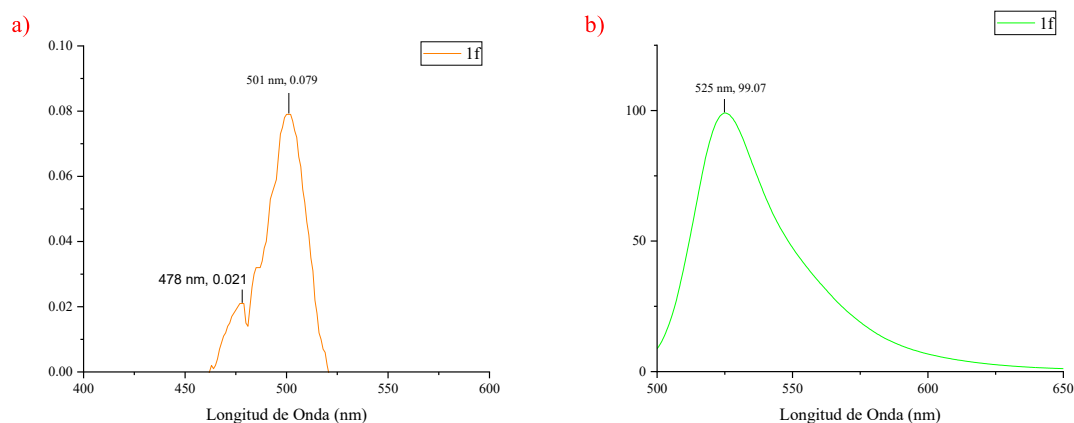 a)
1f
501 nm, 0.079
478 nm, 0.021
0.10
0.08
0.06
0.04
0.02
0.00
400
450
500
550
600
Longitud de Onda (nm)
b)
1f
525 nm, 99.07
100
50
0
500
550
600
650
Longitud de Onda (nm)